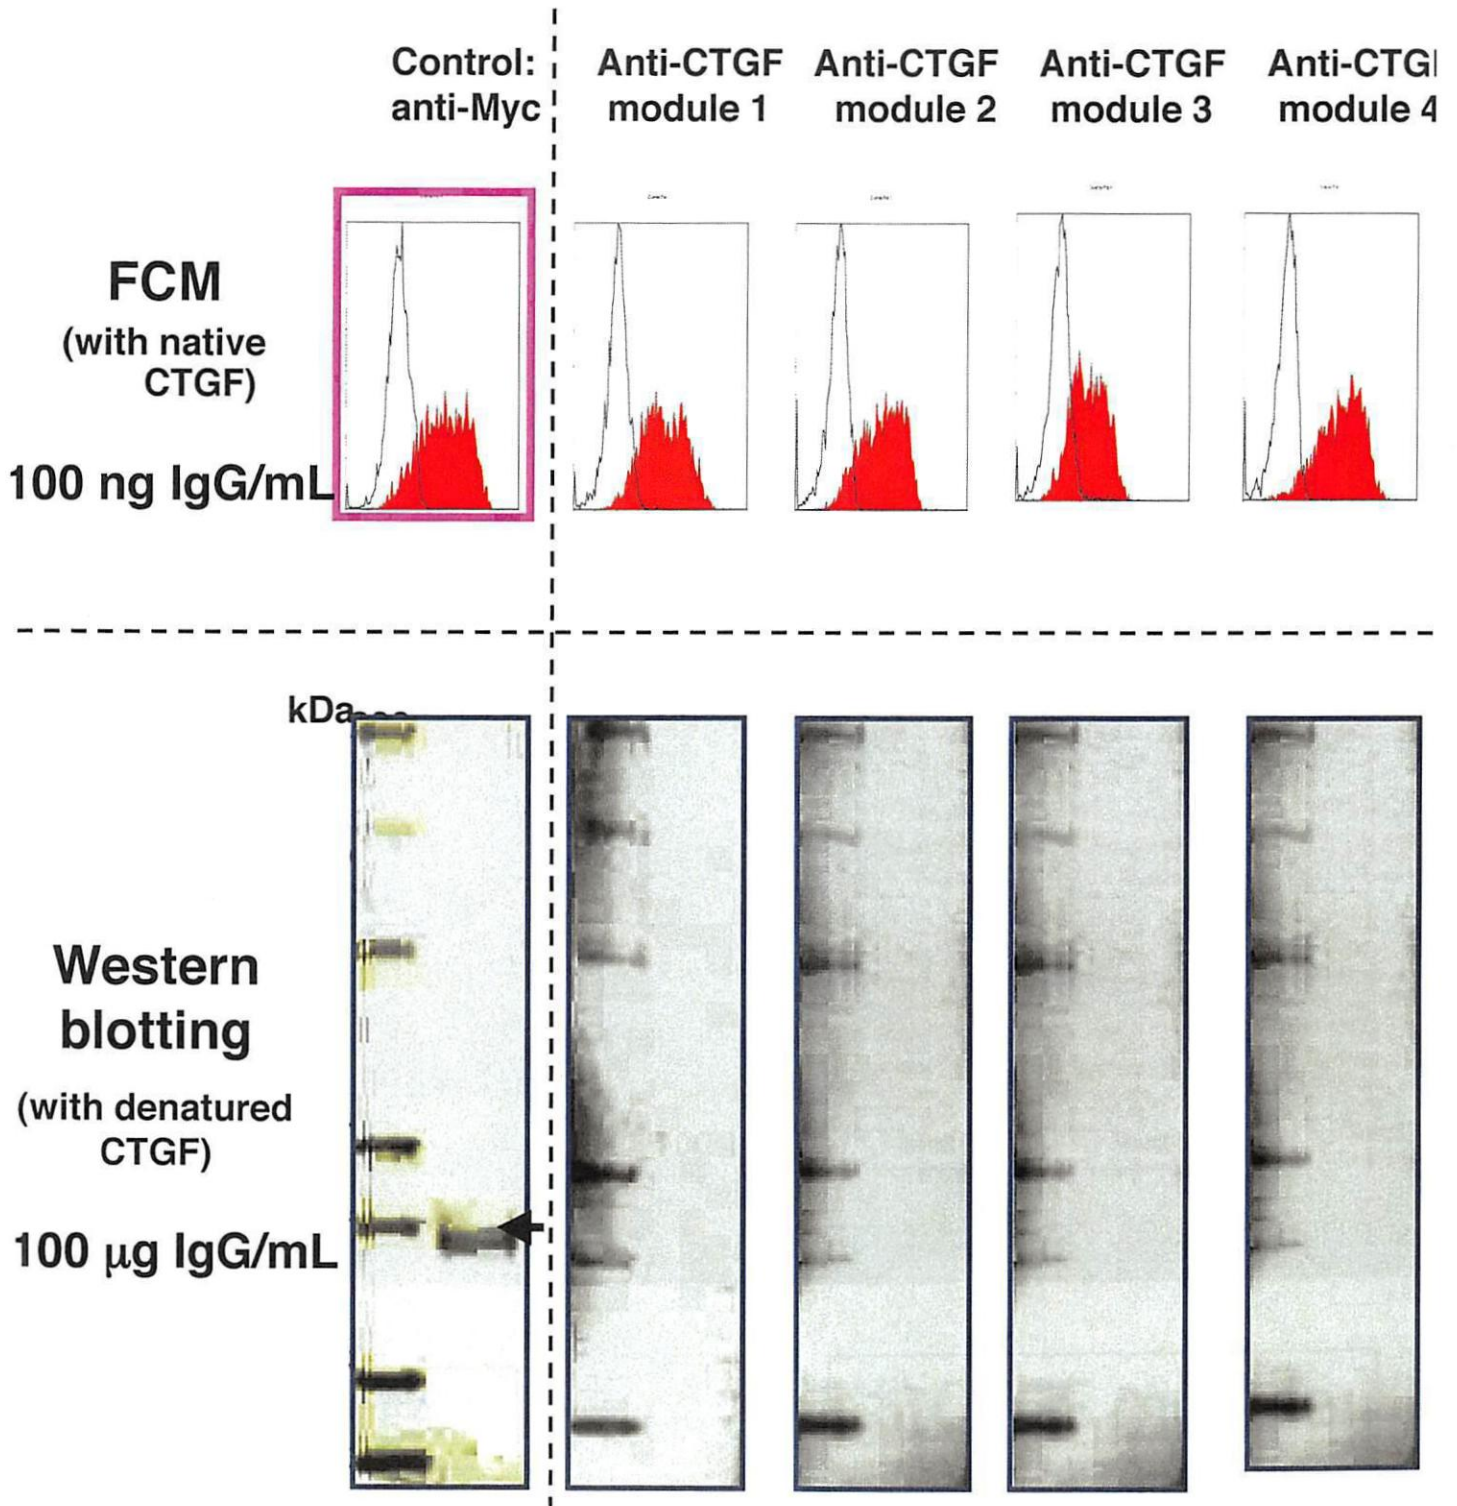 Control:
anti-Myc
Anti-CTGF
module 1
Anti-CTGF
module 2
Anti-CTGF
module 3
Anti-CTG
module 4
FCM
(with native
CTGF)
100 ng IgG/mL
kDa
Western
blotting
(with denatured
CTGF)
100 μg IgG/mL